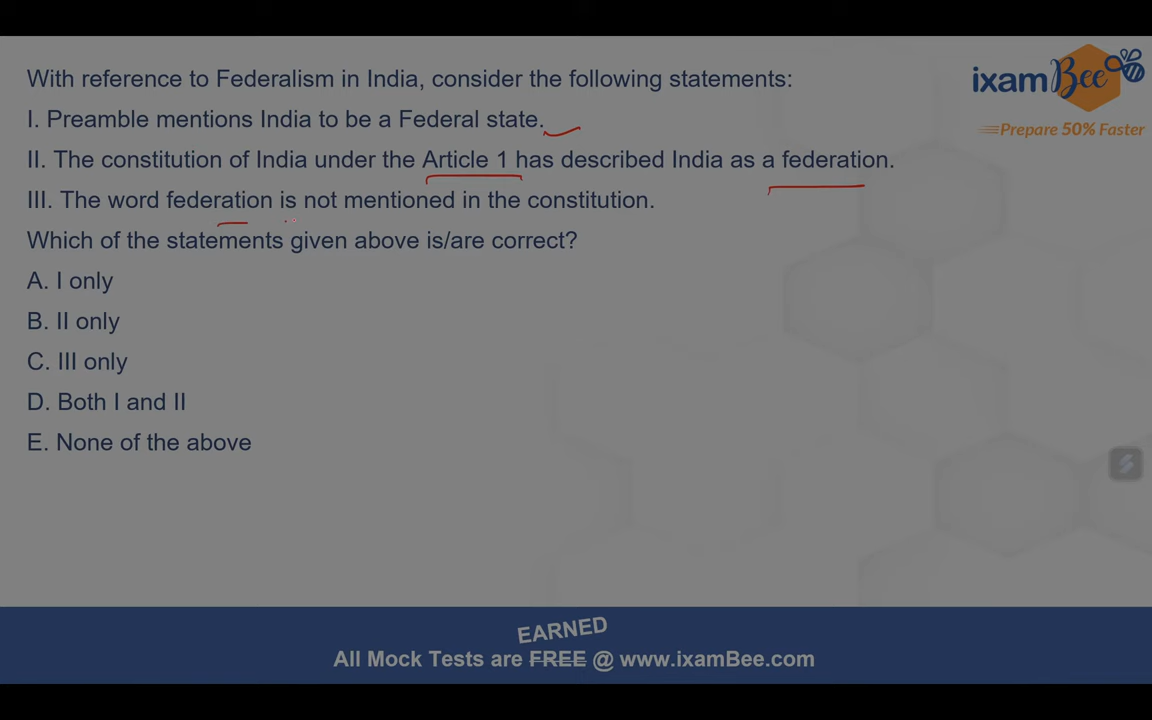 With reference to Federalism in India, consider the following statements:
I. Preamble mentions India to be a Federal state.
II. The constitution of India under the Article 1 has described India as a federation.
III. The word federation is not mentioned in the constitution.
Which of the statements given above is/are correct?
A. I only
B. II only
C. III only
D. Both I and II
E. None of the above
ixamBee
Prepare 50% Faster
EARNED
All Mock Tests are FREE @ www.ixamBee.com